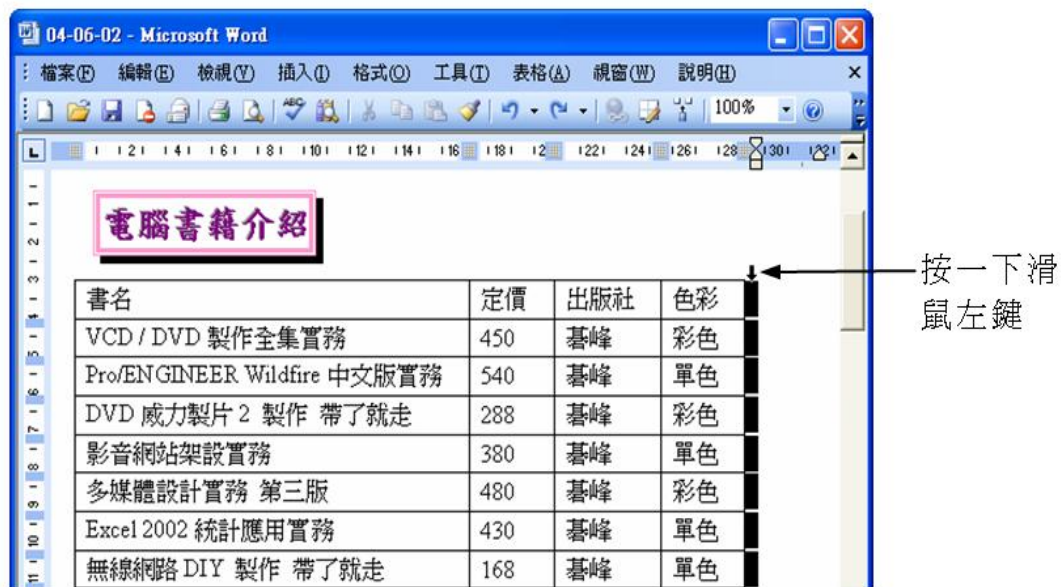 04-06-02 - Microsoft Word
檔案(F) 編輯(E) 檢視(V) 插入(I) 格式(O) 工具(T) 表格(A) 視窗(W) 說明(H)
100%
電腦書籍介紹
按一下滑
鼠左鍵
書名 定價 出版社 色彩
VCD / DVD 製作全集實務 450 碁峰 彩色
Pro/ENGINEER Wildfire 中文版實務 540 碁峰 單色
DVD 威力製片 2 製作 帶了就走 288 碁峰 彩色
影音網站架設實務 380 碁峰 單色
多媒體設計實務 第三版 480 碁峰 彩色
Excel 2002 統計應用實務 430 碁峰 單色
無線網路 DIY 製作 帶了就走 168 碁峰 單色